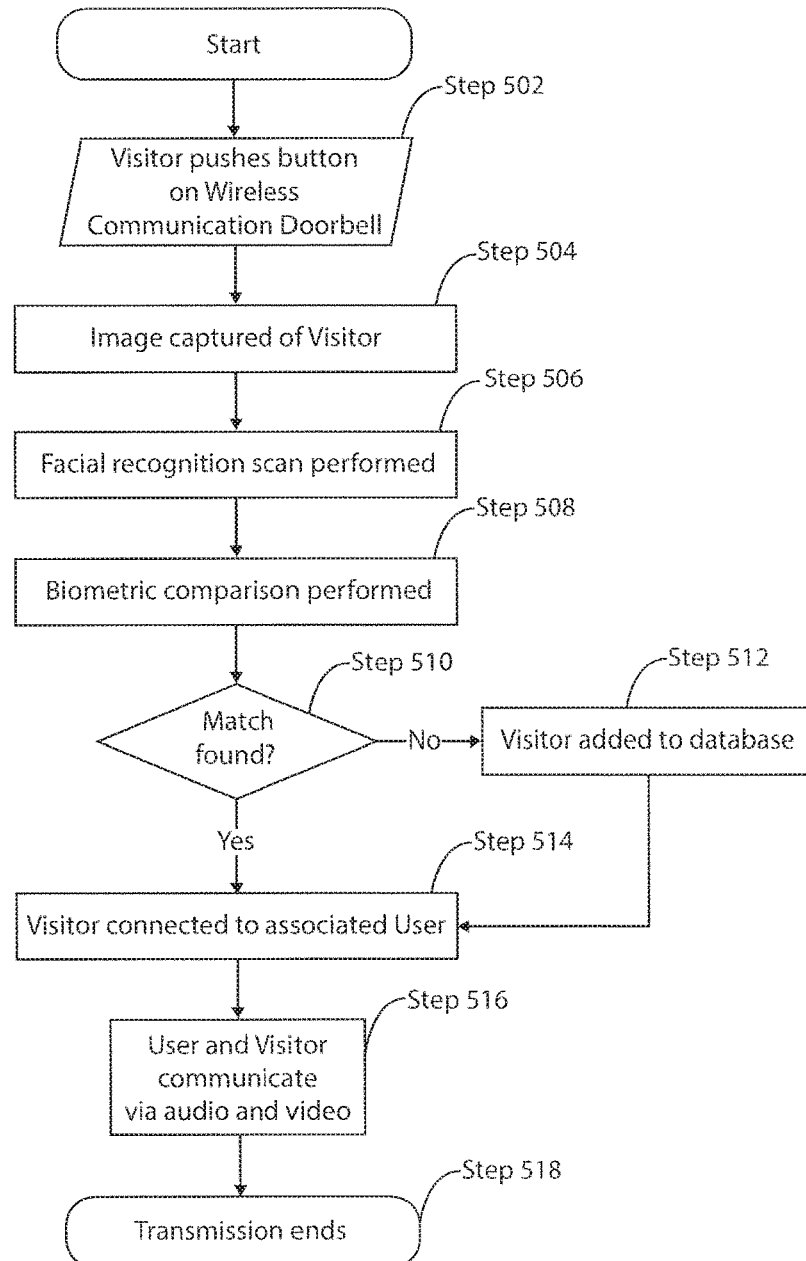 Start
Step 502
Visitor pushes button
on Wireless
Communication Doorbell
Step 504
Image captured of Visitor
Step 506
Facial recognition scan performed
Step 508
Biometric comparison performed
Step 510
Match
found?
No
Step 512
Visitor added to database
Yes
Step 514
Visitor connected to associated User
Step 516
User and Visitor
communicate
via audio and video
Step 518
Transmission ends